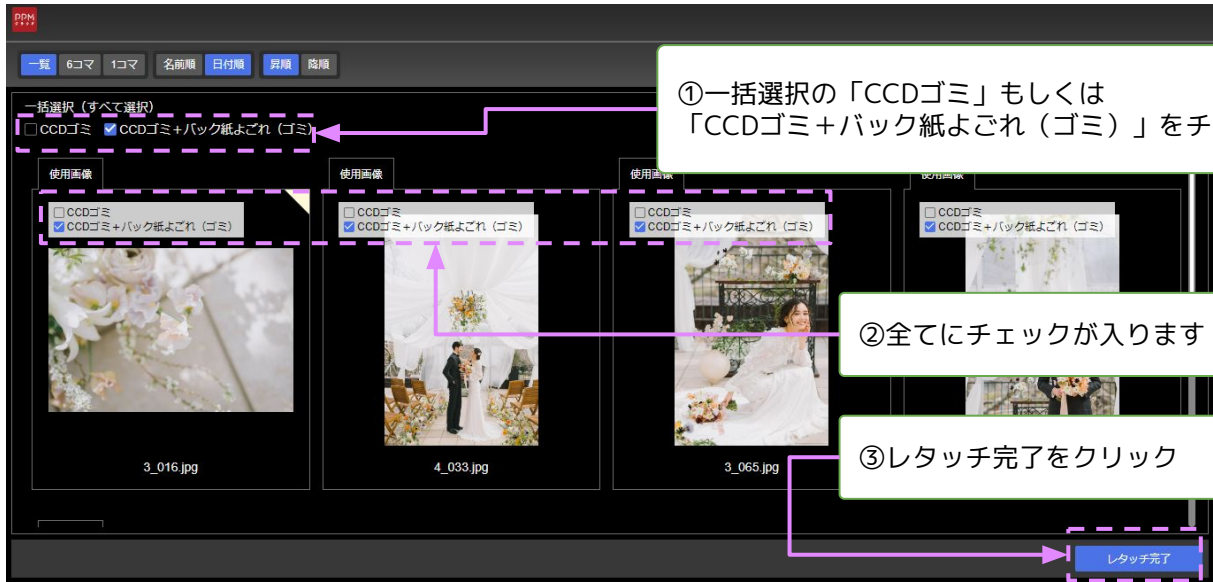 PPM
クラウド
一覧 6コマ 1コマ 名前順 日付順 昇順 降順
①一括選択の「CCDゴミ」もしくは
「CCDゴミ＋バック紙よごれ（ゴミ）」をチ
一括選択（すべて選択）
CCDゴミ CCDゴミ＋バック紙よごれ（ゴミ）
使用画像 使用画像 使用画像 使用画像
CCDゴミ CCDゴミ CCDゴミ CCDゴミ
CCDゴミ＋バック紙よごれ（ゴミ） CCDゴミ＋バック紙よごれ（ゴミ） CCDゴミ＋バック紙よごれ（ゴミ） CCDゴミ＋バック紙よごれ（ゴミ）
②全てにチェックが入ります
③レタッチ完了をクリック
3_016.jpg 4_033.jpg 3_065.jpg
レタッチ完了